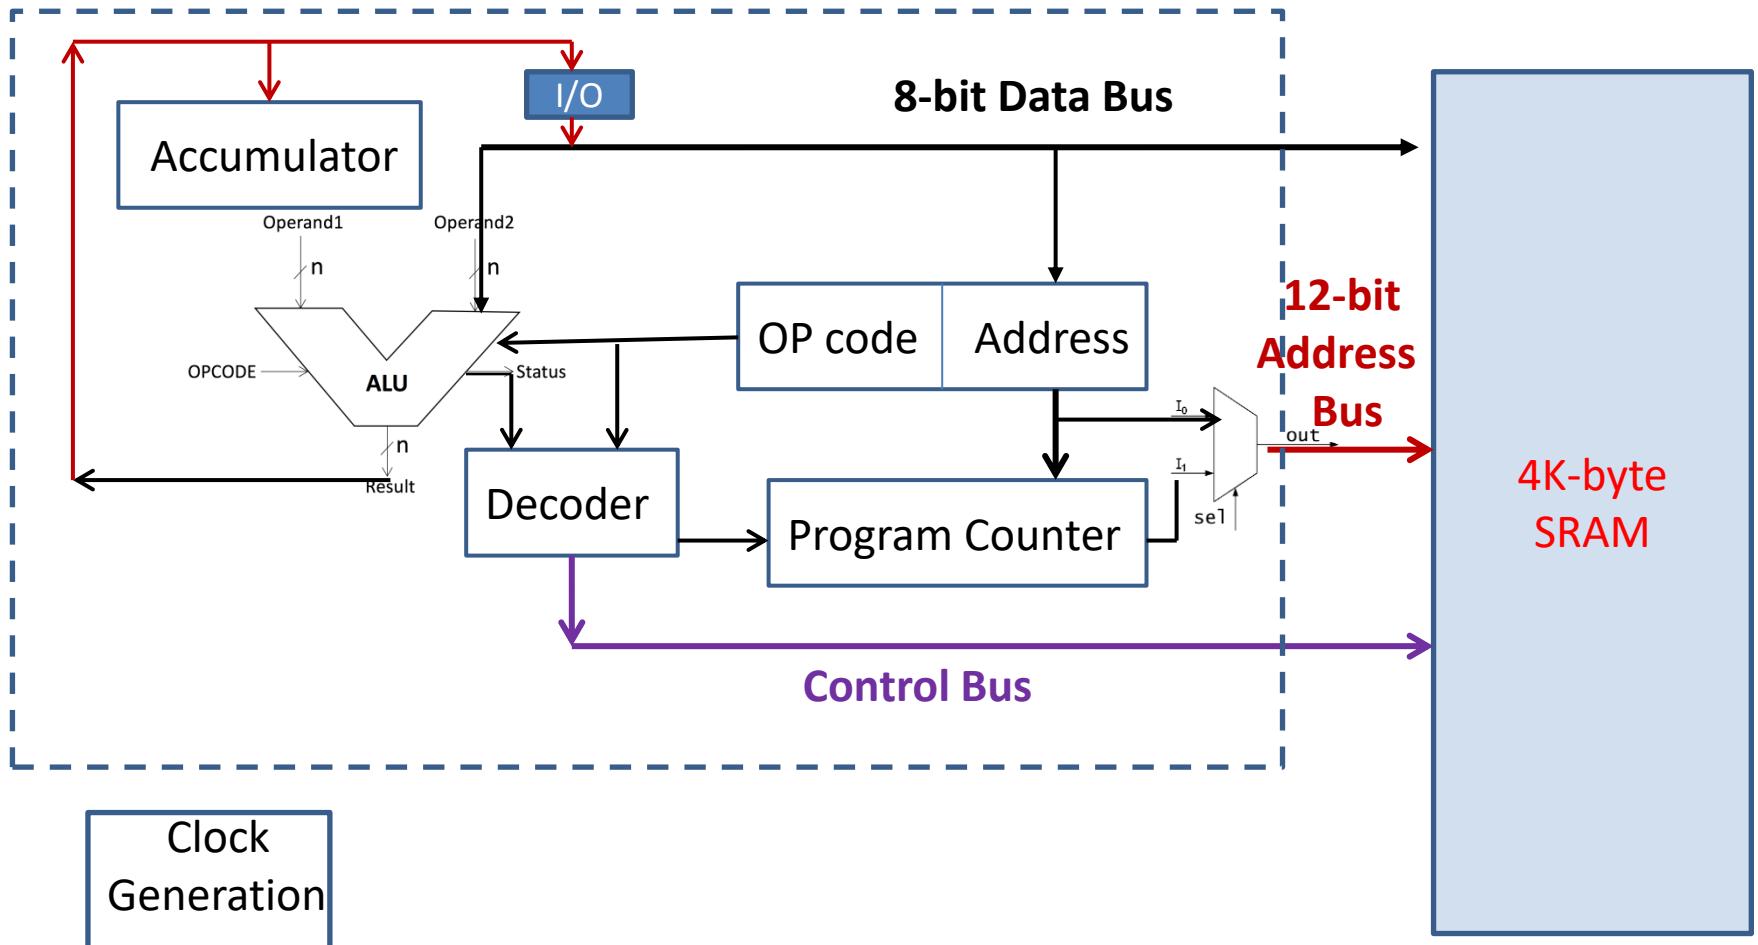 I/O
8-bit Data Bus
Accumulator
Operand1
Operand2
n
n
12-bit
Address
Bus
OP code
Address
OPCODE
ALU
Status
I₀
out
n
Result
I₁
sel
Decoder
Program Counter
4K-byte
SRAM
Control Bus
Clock
Generation